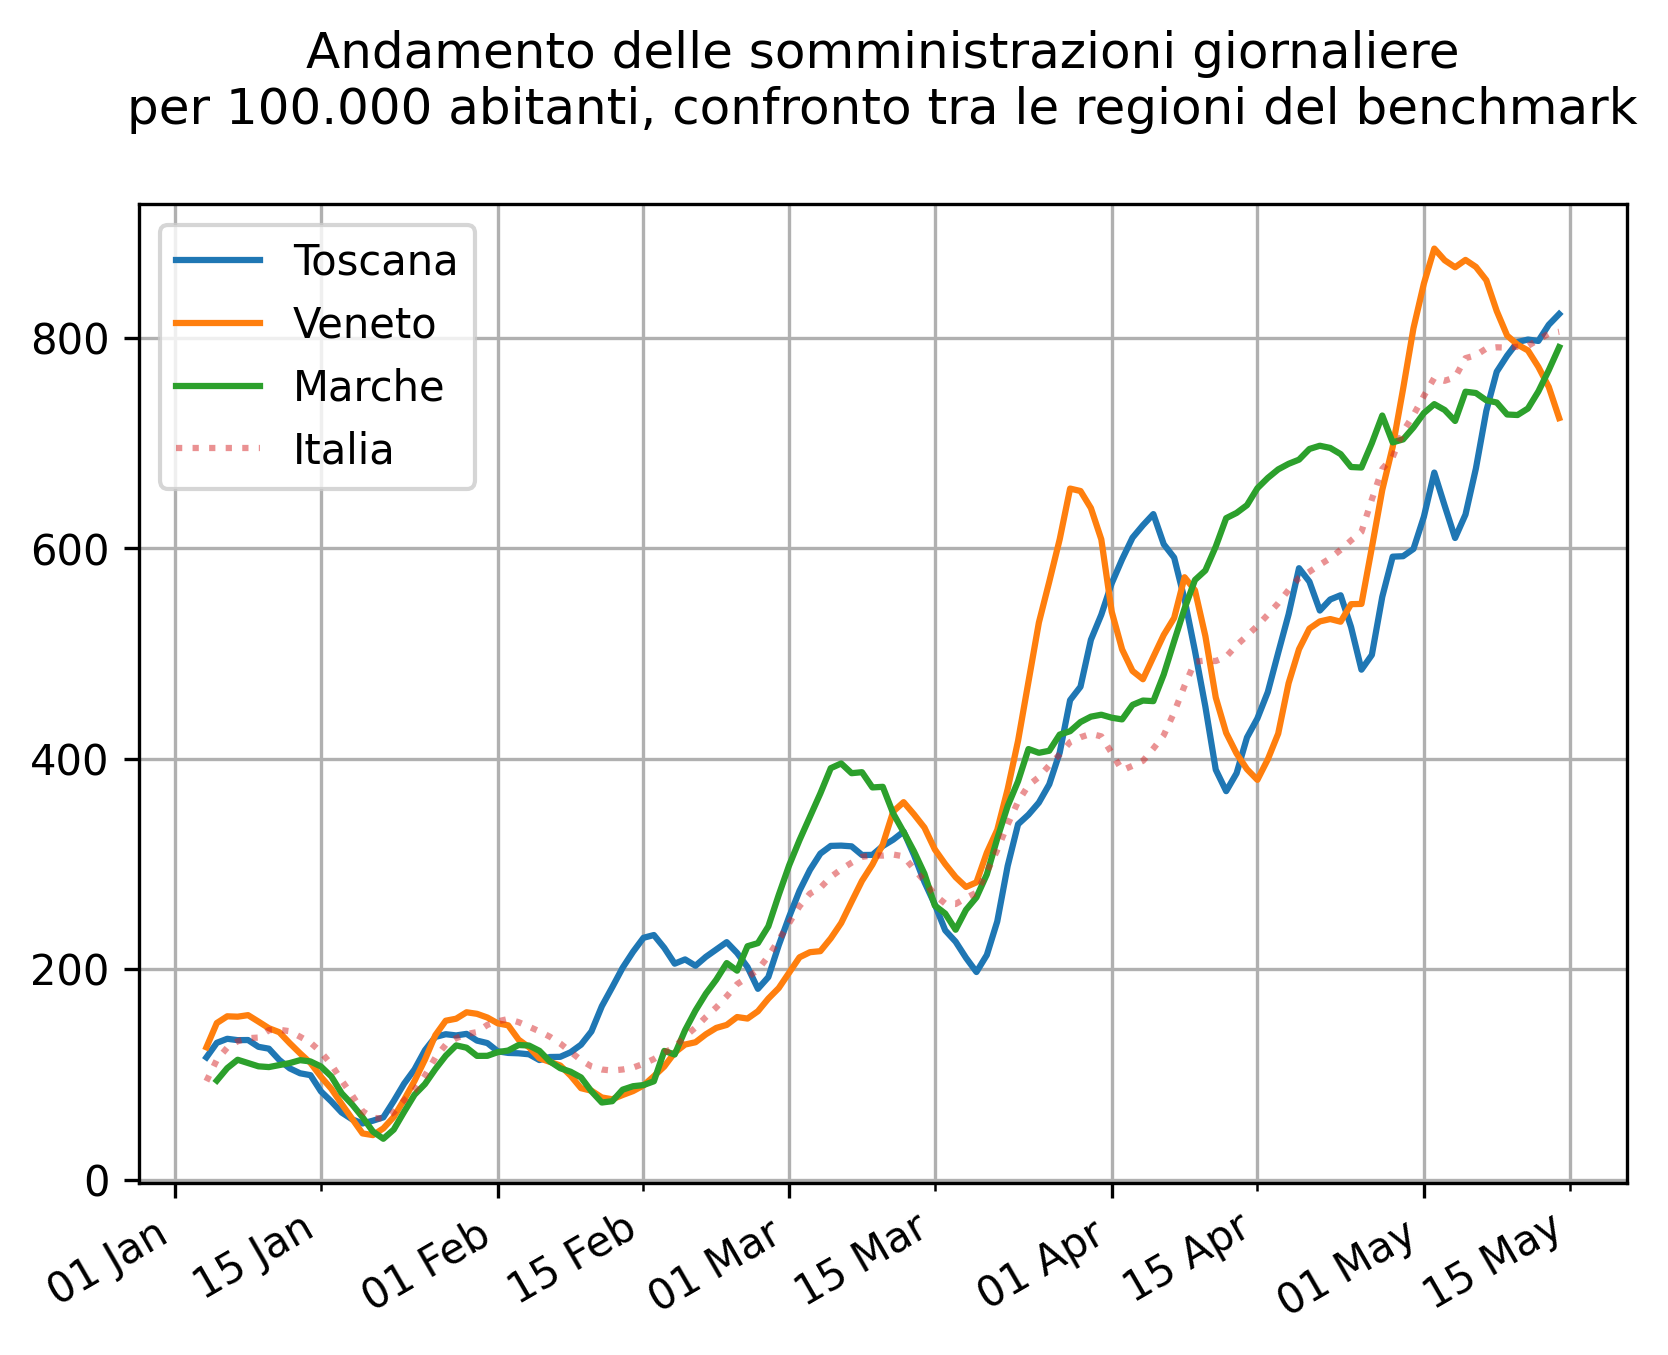 Andamento delle somministrazioni giornaliere
per 100.000 abitanti, confronto tra le regioni del benchmark
Toscana
Veneto
Marche
Italia
800
600
400
200
0
01 Jan
15 Jan
01 Feb
15 Feb
01 Mar
15 Mar
01 Apr
15 Apr
01 May
15 May